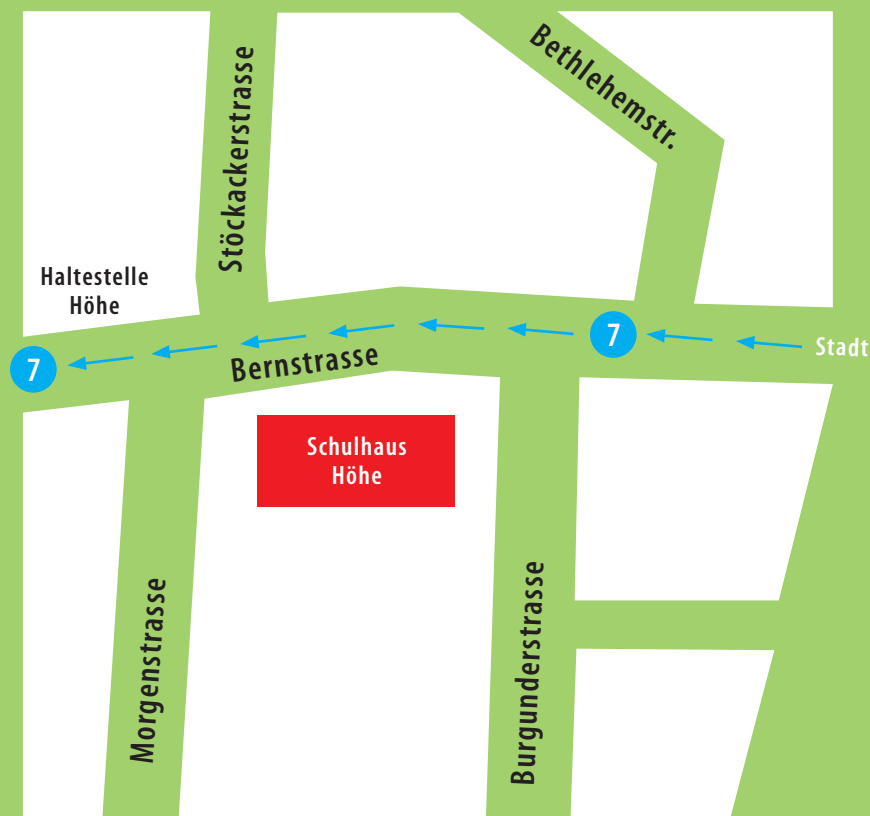 Bethlehemstr.
Stöckackerstrasse
Haltestelle
Höhe
7
Stadt
7
Bernstrasse
Schulhaus
Höhe
Morgenstrasse
Burgunderstrasse